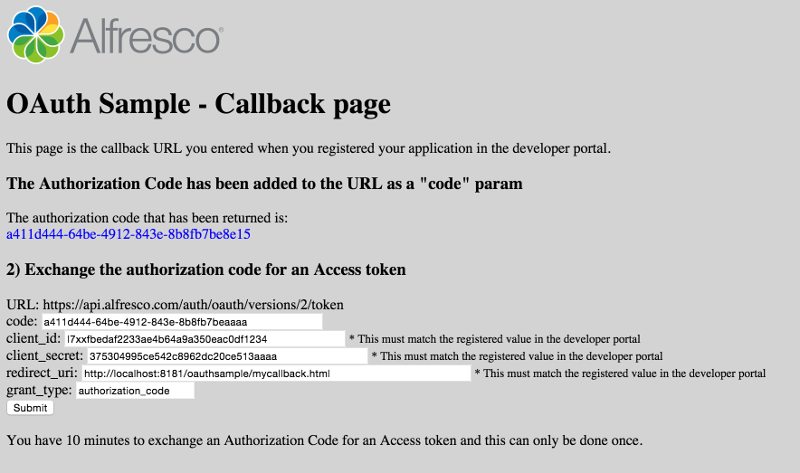 Alfresco®
OAuth Sample - Callback page
This page is the callback URL you entered when you registered your application in the developer portal.
The Authorization Code has been added to the URL as a "code" param
The authorization code that has been returned is:
a411d444-64be-4912-843e-8b8fb7be8e15
2) Exchange the authorization code for an Access token
URL: https://api.alfresco.com/auth/oauth/versions/2/token
code: a411d444-64be-4912-843e-8b8fb7beaaaa
client_id: l7xxfbedaf2233ae4b64a9a350eac0df1234 * This must match the registered value in the developer portal
client_secret: 375304995ce542c8962dc20ce513aaaa * This must match the registered value in the developer portal
redirect_uri: http://localhost:8181/oauthsample/mycallback.html * This must match the registered value in the developer portal
grant_type: authorization_code
Submit
You have 10 minutes to exchange an Authorization Code for an Access token and this can only be done once.